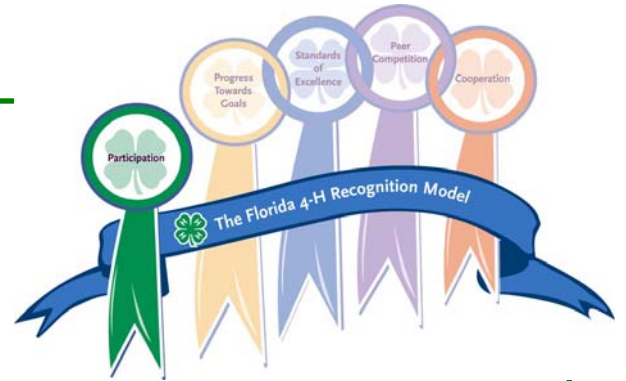 Participation
Progress
Towards
Goals
Standards
of
Excellence
Peer
Competition
Cooperation
The Florida 4-H Recognition Model